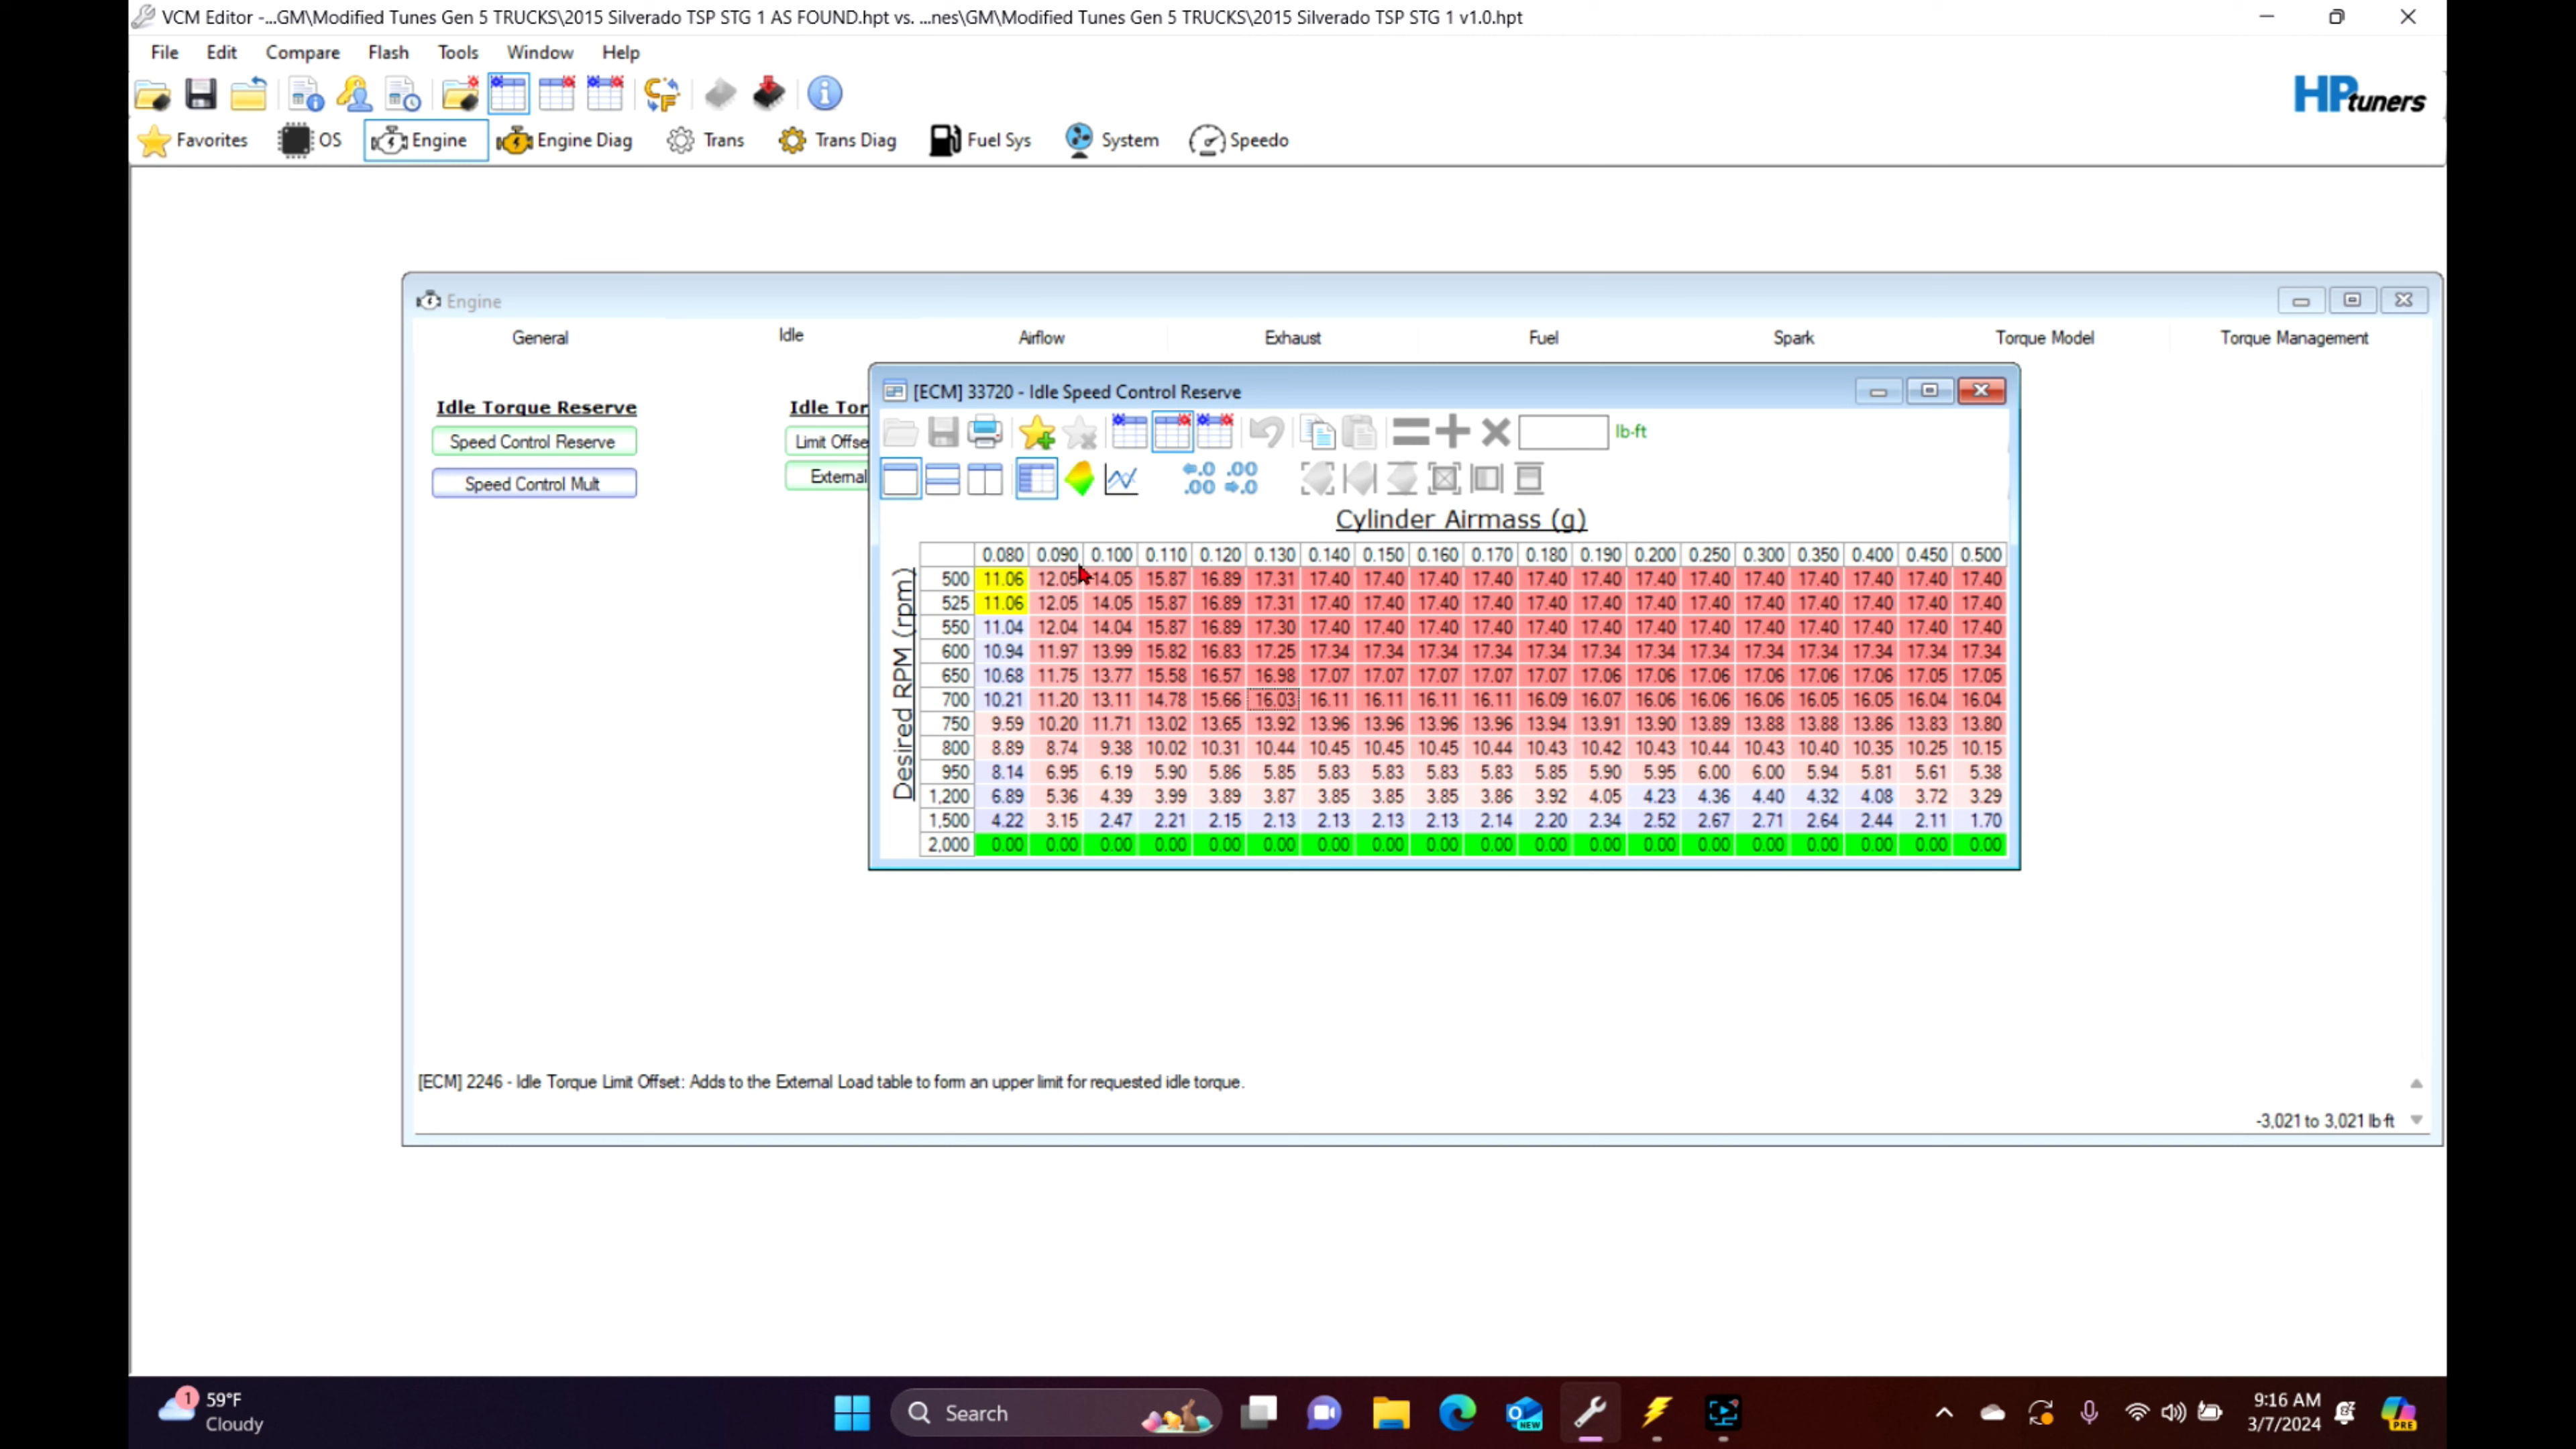 VCM Editor -...GM\Modified Tunes Gen 5 TRUCKS\2015 Silverado TSP STG 1 AS FOUND.hpt vs. ...nes\GM\Modified Tunes Gen 5 TRUCKS\2015 Silverado TSP STG 1 v1.0.hpt
File Edit Compare Flash Tools Window Help
HPtuners
Favorites OS Engine Engine Diag Trans Trans Diag Fuel Sys System Speedo
Engine
General Idle Airflow Exhaust Fuel Spark Torque Model Torque Management
Idle Torque Reserve
Speed Control Reserve
Speed Control Mult
Idle Tor
Limit Offse
External
[ECM] 33720 - Idle Speed Control Reserve
lb-ft
Cylinder Airmass (g)
Desired RPM (rpm)
0.080 0.090 0.100 0.110 0.120 0.130 0.140 0.150 0.160 0.170 0.180 0.190 0.200 0.250 0.300 0.350 0.400 0.450 0.500
500 11.06 12.05 14.05 15.87 16.89 17.31 17.40 17.40 17.40 17.40 17.40 17.40 17.40 17.40 17.40 17.40 17.40 17.40 17.40
525 11.06 12.05 14.05 15.87 16.89 17.31 17.40 17.40 17.40 17.40 17.40 17.40 17.40 17.40 17.40 17.40 17.40 17.40 17.40
550 11.04 12.04 14.04 15.87 16.89 17.30 17.40 17.40 17.40 17.40 17.40 17.40 17.40 17.40 17.40 17.40 17.40 17.40 17.40
600 10.94 11.97 13.99 15.82 16.83 17.25 17.34 17.34 17.34 17.34 17.34 17.34 17.34 17.34 17.34 17.34 17.34 17.34 17.34
650 10.68 11.75 13.77 15.58 16.57 16.98 17.07 17.07 17.07 17.07 17.07 17.06 17.06 17.06 17.06 17.06 17.06 17.05 17.05
700 10.21 11.20 13.11 14.78 15.66 16.03 16.11 16.11 16.11 16.11 16.09 16.07 16.06 16.06 16.06 16.05 16.05 16.04 16.04
750 9.59 10.20 11.71 13.02 13.65 13.92 13.96 13.96 13.96 13.96 13.94 13.91 13.90 13.89 13.88 13.88 13.86 13.83 13.80
800 8.89 8.74 9.38 10.02 10.31 10.44 10.45 10.45 10.45 10.44 10.43 10.42 10.43 10.44 10.43 10.40 10.35 10.25 10.15
950 8.14 6.95 6.19 5.90 5.86 5.85 5.83 5.83 5.83 5.83 5.85 5.90 5.95 6.00 6.00 5.94 5.81 5.61 5.38
1,200 6.89 5.36 4.39 3.99 3.89 3.87 3.85 3.85 3.85 3.86 3.92 4.05 4.23 4.36 4.40 4.32 4.08 3.72 3.29
1,500 4.22 3.15 2.47 2.21 2.15 2.13 2.13 2.13 2.13 2.14 2.20 2.34 2.52 2.67 2.71 2.64 2.44 2.11 1.70
2,000 0.00 0.00 0.00 0.00 0.00 0.00 0.00 0.00 0.00 0.00 0.00 0.00 0.00 0.00 0.00 0.00 0.00 0.00 0.00
[ECM] 2246 - Idle Torque Limit Offset: Adds to the External Load table to form an upper limit for requested idle torque.
-3,021 to 3,021 lb·ft
1 59°F
Cloudy
Search
NEW
9:16 AM
3/7/2024
PRE